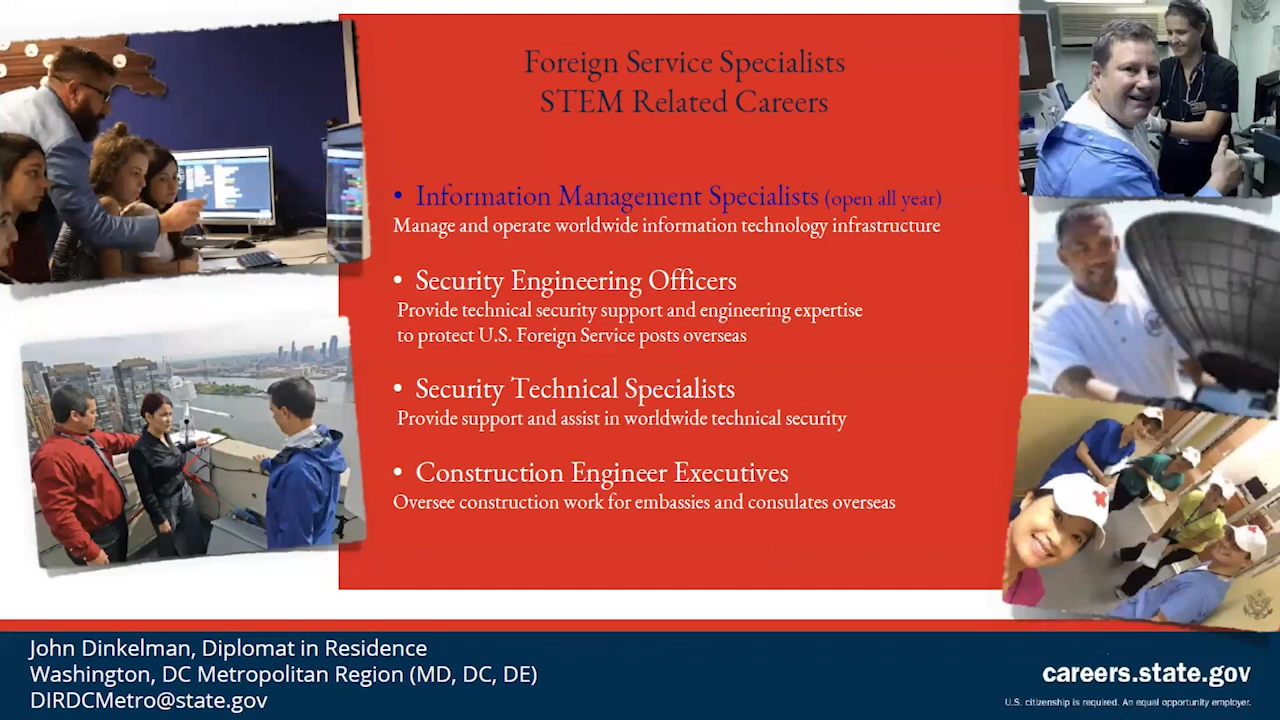 Foreign Service Specialists
STEM Related Careers
• Information Management Specialists (open all year)
Manage and operate worldwide information technology infrastructure
• Security Engineering Officers
Provide technical security support and engineering expertise
to protect U.S. Foreign Service posts overseas
• Security Technical Specialists
Provide support and assist in worldwide technical security
• Construction Engineer Executives
Oversee construction work for embassies and consulates overseas
John Dinkelman, Diplomat in Residence
Washington, DC Metropolitan Region (MD, DC, DE)
DIRDCMetro@state.gov
careers.state.gov
U.S. citizenship is required. An equal opportunity employer.